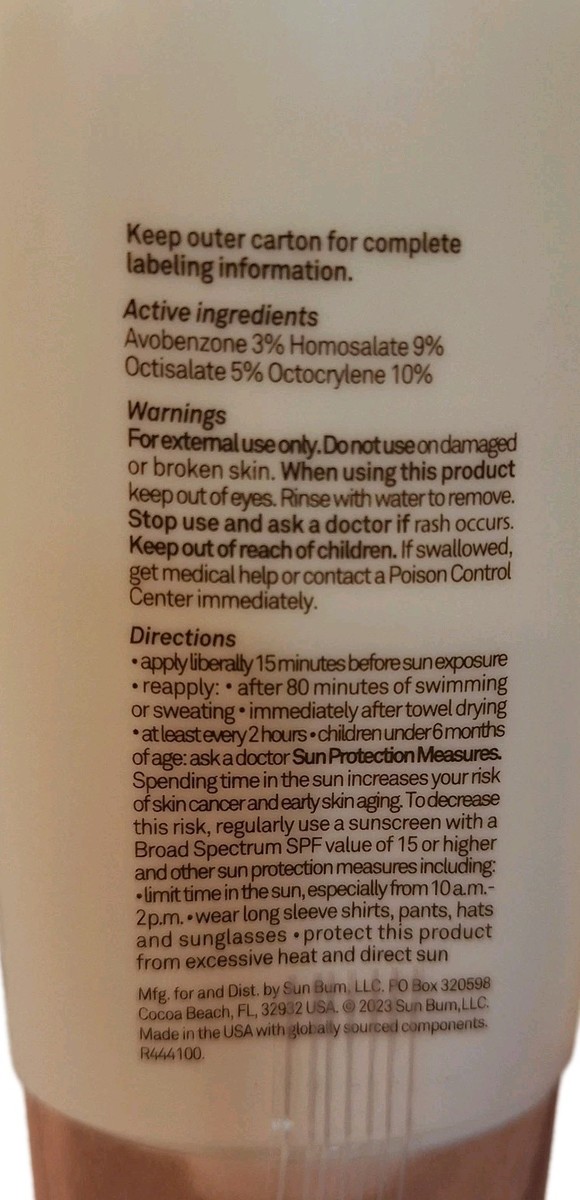 Keep outer carton for complete
labeling information.
Active ingredients
Avobenzone 3% Homosalate 9%
Octisalate 5% Octocrylene 10%
Warnings
For external use only. Do not use on damaged
or broken skin. When using this product
keep out of eyes. Rinse with water to remove.
Stop use and ask a doctor if rash occurs.
Keep out of reach of children. If swallowed,
get medical help or contact a Poison Control
Center immediately.
Directions
• apply liberally 15 minutes before sun exposure
• reapply: • after 80 minutes of swimming
or sweating • immediately after towel drying
• at least every 2 hours • children under 6 months
of age: ask a doctor Sun Protection Measures.
Spending time in the sun increases your risk
of skin cancer and early skin aging. To decrease
this risk, regularly use a sunscreen with a
Broad Spectrum SPF value of 15 or higher
and other sun protection measures including:
• limit time in the sun, especially from 10 a.m.-
2 p.m. • wear long sleeve shirts, pants, hats
and sunglasses • protect this product
from excessive heat and direct sun
Mfg. for and Dist. by Sun Bum, LLC. PO Box 320598
Cocoa Beach, FL, 32932 USA. © 2023 Sun Bum, LLC.
Made in the USA with globally sourced components.
R444100.